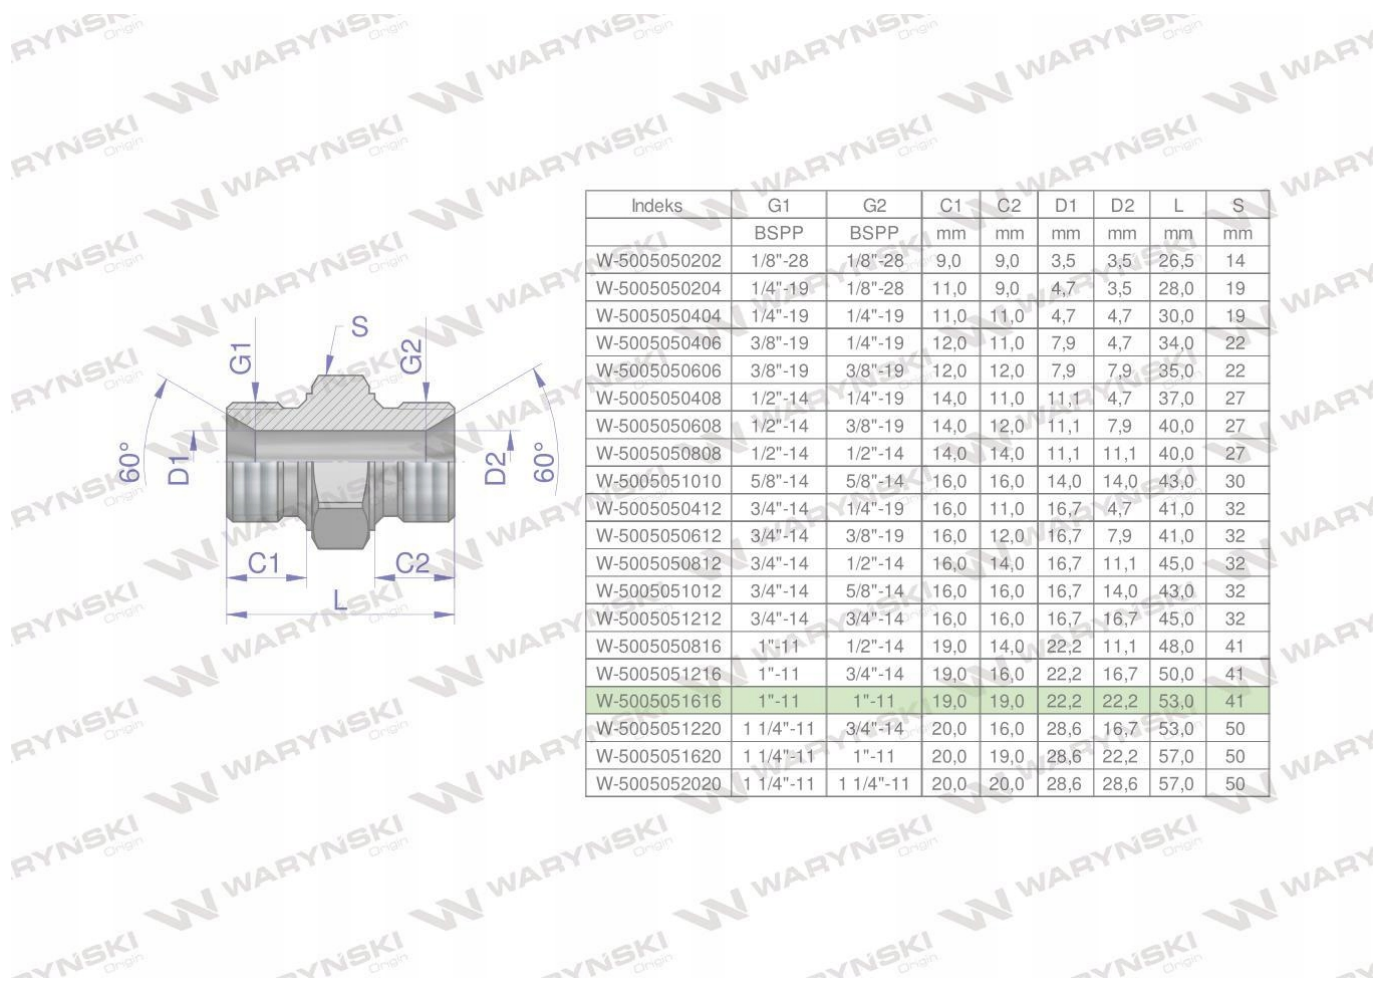 WARYŃSKI
Origin
Indeks G1 G2 C1 C2 D1 D2 L S
BSPP BSPP mm mm mm mm mm mm
W-5005050202 1/8"-28 1/8"-28 9,0 9,0 3,5 3,5 26,5 14
W-5005050204 1/4"-19 1/8"-28 11,0 9,0 4,7 3,5 28,0 19
W-5005050404 1/4"-19 1/4"-19 11,0 11,0 4,7 4,7 30,0 19
W-5005050406 3/8"-19 1/4"-19 12,0 11,0 7,9 4,7 34,0 22
W-5005050606 3/8"-19 3/8"-19 12,0 12,0 7,9 7,9 35,0 22
W-5005050408 1/2"-14 1/4"-19 14,0 11,0 11,1 4,7 37,0 27
W-5005050608 1/2"-14 3/8"-19 14,0 12,0 11,1 7,9 40,0 27
W-5005050808 1/2"-14 1/2"-14 14,0 14,0 11,1 11,1 40,0 27
W-5005051010 5/8"-14 5/8"-14 16,0 16,0 14,0 14,0 43,0 30
W-5005050412 3/4"-14 1/4"-19 16,0 11,0 16,7 4,7 41,0 32
W-5005050612 3/4"-14 3/8"-19 16,0 12,0 16,7 7,9 41,0 32
W-5005050812 3/4"-14 1/2"-14 16,0 14,0 16,7 11,1 45,0 32
W-5005051012 3/4"-14 5/8"-14 16,0 16,0 16,7 14,0 43,0 32
W-5005051212 3/4"-14 3/4"-14 16,0 16,0 16,7 16,7 45,0 32
W-5005050816 1"-11 1/2"-14 19,0 14,0 22,2 11,1 48,0 41
W-5005051216 1"-11 3/4"-14 19,0 16,0 22,2 16,7 50,0 41
W-5005051616 1"-11 1"-11 19,0 19,0 22,2 22,2 53,0 41
W-5005051220 1 1/4"-11 3/4"-14 20,0 16,0 28,6 16,7 53,0 50
W-5005051620 1 1/4"-11 1"-11 20,0 19,0 28,6 22,2 57,0 50
W-5005052020 1 1/4"-11 1 1/4"-11 20,0 20,0 28,6 28,6 57,0 50
S
G1 G2
60° D1 D2 60°
C1 C2
L